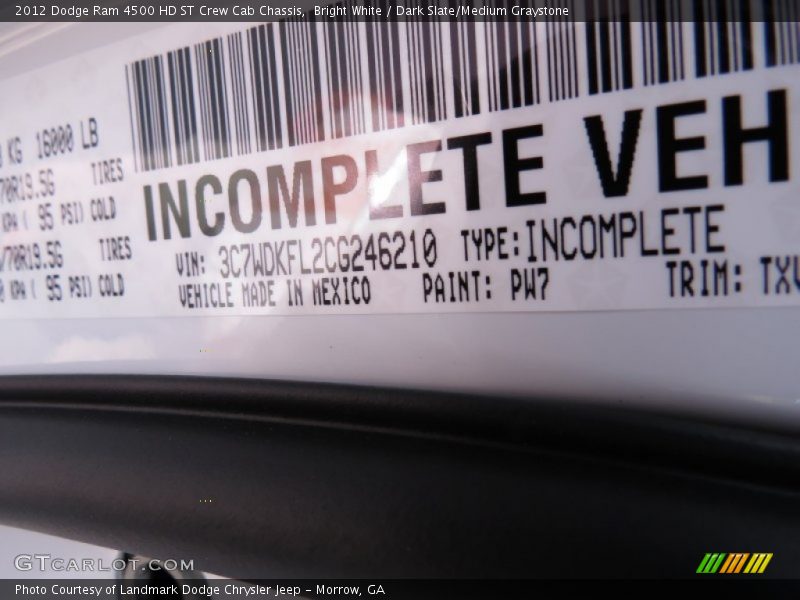 2012 Dodge Ram 4500 HD ST Crew Cab Chassis, Bright White / Dark Slate/Medium Graystone
KG 16000 LB
70R19.5G TIRES
KPA ( 95 PSI) COLD
/70R19.5G TIRES
KPA ( 95 PSI) COLD
INCOMPLETE VEH
VIN: 3C7WDKFL2CG246210 TYPE: INCOMPLETE
VEHICLE MADE IN MEXICO PAINT: PW7 TRIM: TXV
GTcarlot.com
Photo Courtesy of Landmark Dodge Chrysler Jeep – Morrow, GA